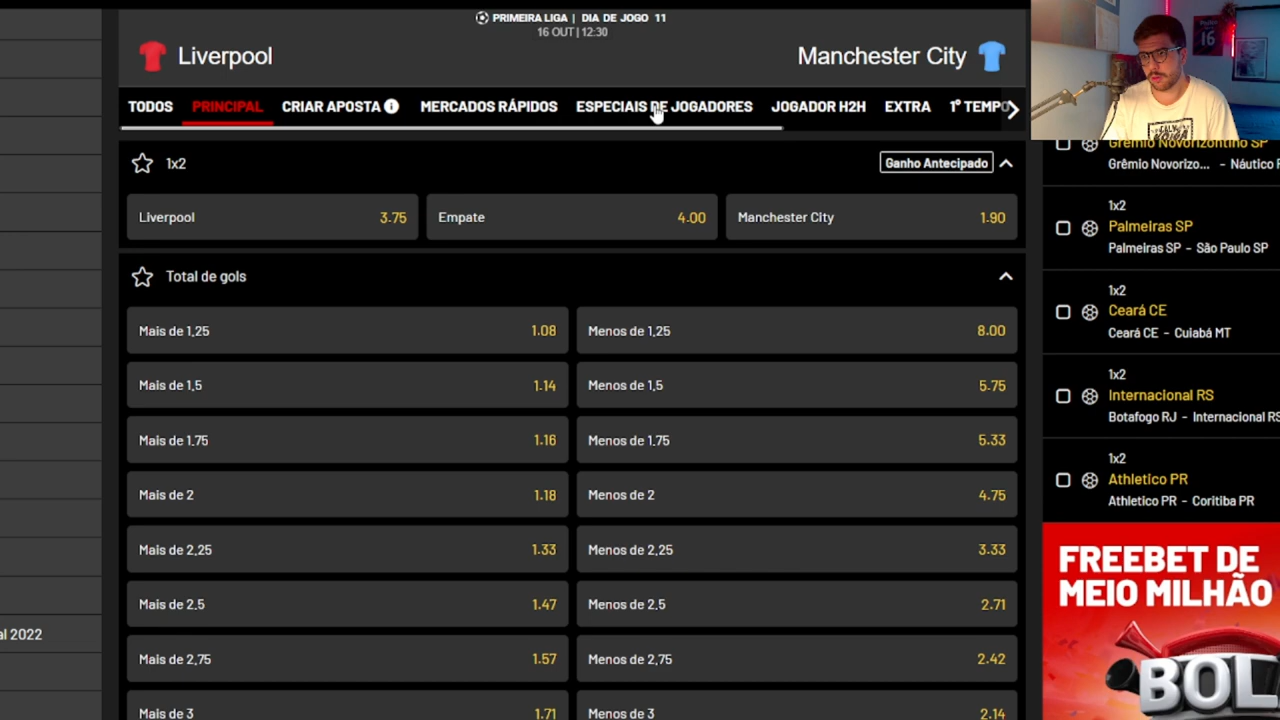 PRIMEIRA LIGA | DIA DE JOGO 11
16 OUT | 12:30
Liverpool
Manchester City
TODOS PRINCIPAL CRIAR APOSTA i MERCADOS RÁPIDOS ESPECIAIS DE JOGADORES JOGADOR H2H EXTRA 1º TEMPO
1x2 Ganho Antecipado
Liverpool 3.75 Empate 4.00 Manchester City 1.90
Total de gols
Mais de 1,25 1.08 Menos de 1,25 8.00
Mais de 1,5 1.14 Menos de 1,5 5.75
Mais de 1.75 1.16 Menos de 1.75 5.33
Mais de 2 1.18 Menos de 2 4.75
Mais de 2,25 1.33 Menos de 2,25 3.33
Mais de 2.5 1.47 Menos de 2.5 2.71
Mais de 2,75 1.57 Menos de 2,75 2.42
Mais de 3 1.71 Menos de 3 2.14
al 2022
16
Grêmio Novorizontino SP
Grêmio Novorizo... - Náutico
1x2
Palmeiras SP
Palmeiras SP - São Paulo SP
1x2
Ceará CE
Ceará CE - Cuiabá MT
1x2
Internacional RS
Botafogo RJ - Internacional RS
1x2
Athletico PR
Athletico PR - Coritiba PR
FREEBET DE
MEIO MILHÃO
BOL